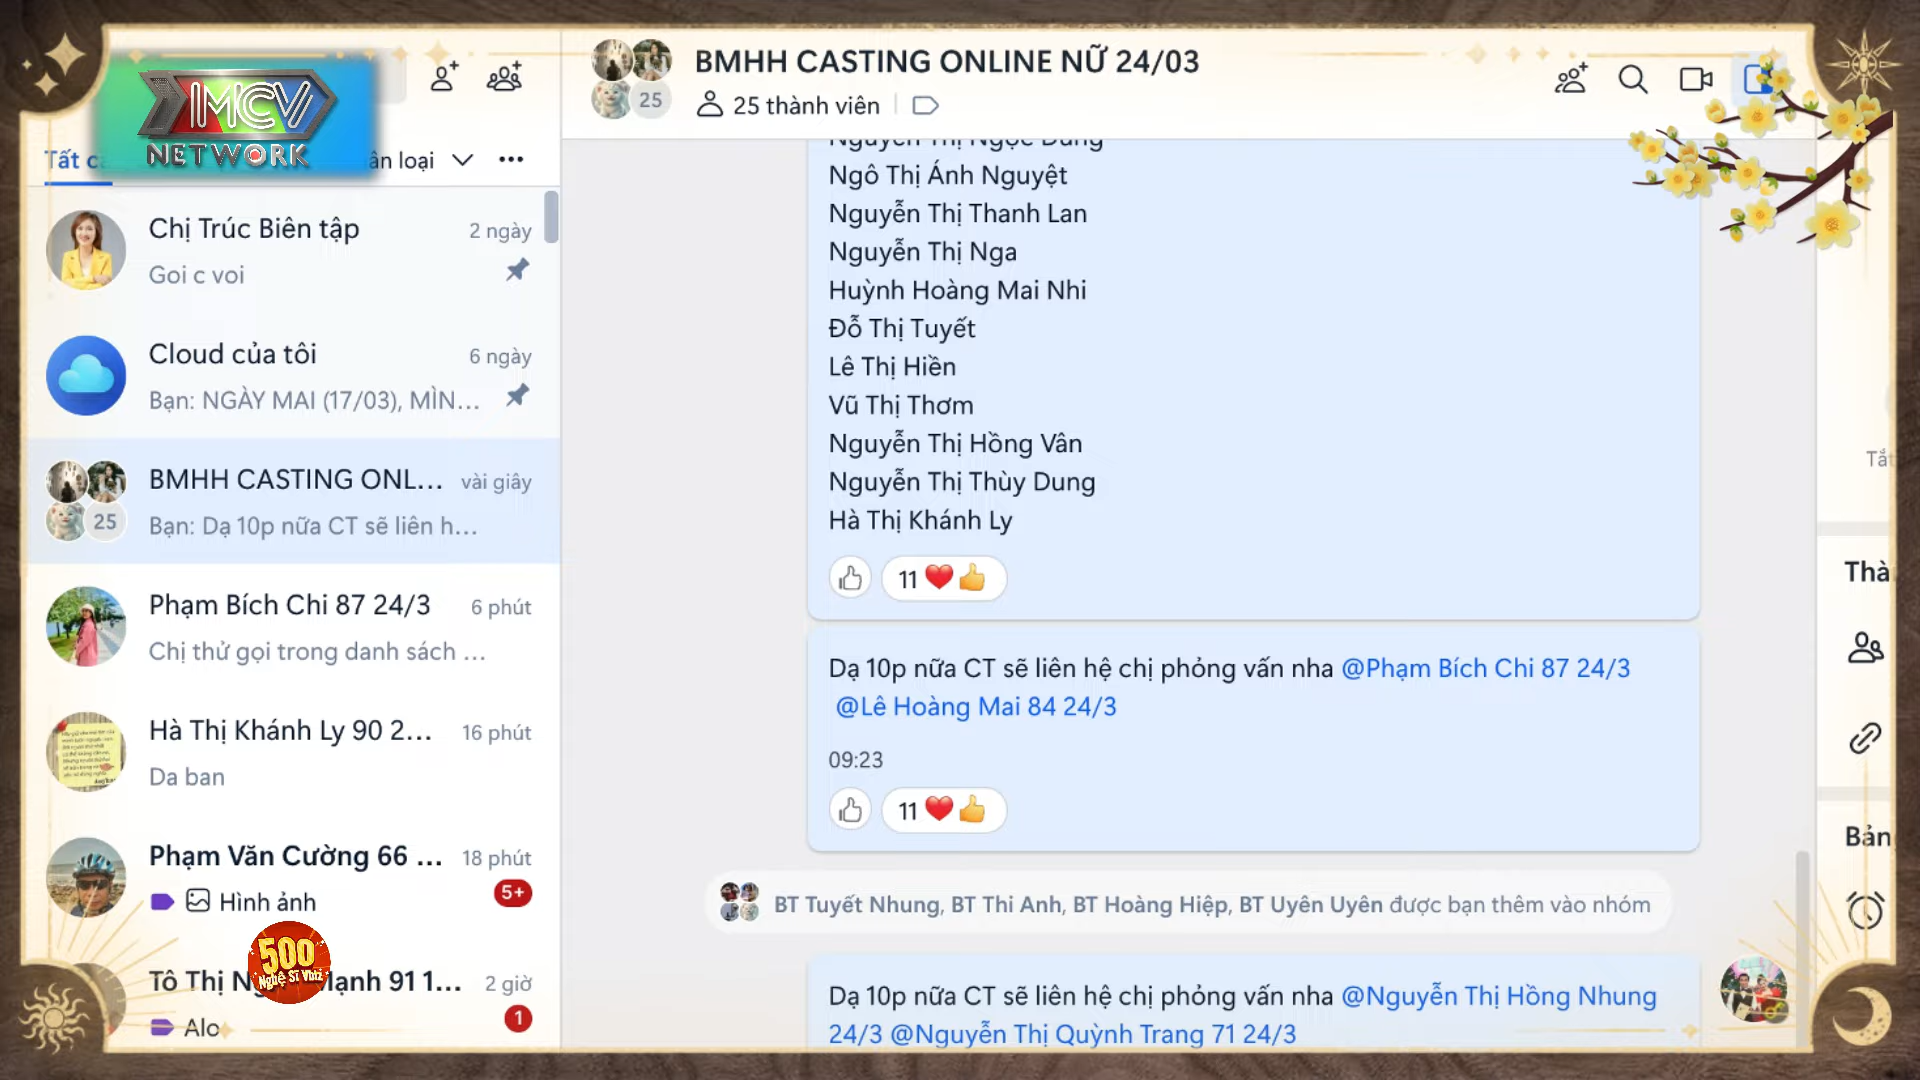 MCV
NETWORK
Tất c
ân loại
Chị Trúc Biên tập
2 ngày
Goi c voi
Cloud của tôi
6 ngày
Bạn: NGÀY MAI (17/03), MÌN...
BMHH CASTING ONL...
vài giây
25
Bạn: Dạ 10p nữa CT sẽ liên h...
Phạm Bích Chi 87 24/3
6 phút
Chị thử gọi trong danh sách ...
Hà Thị Khánh Ly 90 2...
16 phút
Da ban
Phạm Văn Cường 66 ...
18 phút
Hình ảnh
5+
500
Nghệ Sĩ Việt
Tô Thị N
Mạnh 91 1...
2 giờ
Alo
1
BMHH CASTING ONLINE NỮ 24/03
25
25 thành viên
Nguyễn Thị Ngọc Dung
Ngô Thị Ánh Nguyệt
Nguyễn Thị Thanh Lan
Nguyễn Thị Nga
Huỳnh Hoàng Mai Nhi
Đỗ Thị Tuyết
Lê Thị Hiền
Vũ Thị Thơm
Nguyễn Thị Hồng Vân
Nguyễn Thị Thùy Dung
Hà Thị Khánh Ly
11
Dạ 10p nữa CT sẽ liên hệ chị phỏng vấn nha @Phạm Bích Chi 87 24/3
@Lê Hoàng Mai 84 24/3
09:23
11
BT Tuyết Nhung, BT Thi Anh, BT Hoàng Hiệp, BT Uyên Uyên được bạn thêm vào nhóm
Dạ 10p nữa CT sẽ liên hệ chị phỏng vấn nha @Nguyễn Thị Hồng Nhung
24/3 @Nguyễn Thị Quỳnh Trang 71 24/3
Tắt
Thà
Bản